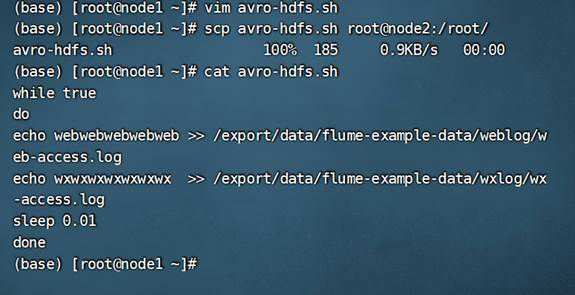 (base) [root@node1 ~]# vim avro-hdfs.sh
(base) [root@node1 ~]# scp avro-hdfs.sh root@node2:/root/
avro-hdfs.sh 100% 185 0.9KB/s 00:00
(base) [root@node1 ~]# cat avro-hdfs.sh
while true
do
echo webwebwebwebweb >> /export/data/flume-example-data/weblog/w
eb-access.log
echo wxwxwxwxwxwxwx >> /export/data/flume-example-data/wxlog/wx
-access.log
sleep 0.01
done
(base) [root@node1 ~]#